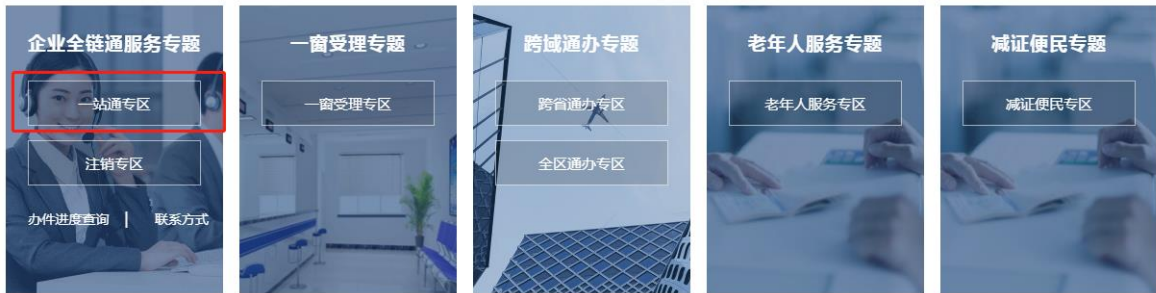 企业全链通服务专题
一站通专区
注销专区
办件进度查询 | 联系方式
一窗受理专题
一窗受理专区
跨域通办专题
跨省通办专区
全区通办专区
老年人服务专题
老年人服务专区
减证便民专题
减证便民专区